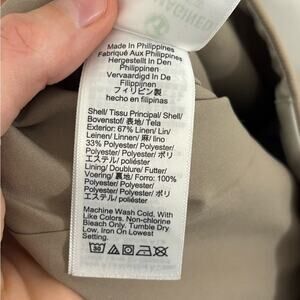 Made In Philippines
Fabriqué Aux Philippines
Hergestellt In Den
Philippinen
Vervaardigd In De
Filippijnen
フィリピン製
hecho en filipinas
Shell/ Tissu Principal/ Shell/
Bovenstof/ 表地/ Tela
Exterior: 67% Linen/ Lin/
Leinen/ Linnen/ 麻/ lino
33% Polyester/ Polyester/
Polyester/ Polyester/ ポリ
エステル/ poliéster
Lining/ Doublure/ Futter/
Voering/ 裏地/ Forro: 100%
Polyester/ Polyester/
Polyester/ Polyester/ ポリ
エステル/ poliéster
Machine Wash Cold, With
Like Colors. Non-chlorine
Bleach Only. Tumble Dry
Low. Iron On Lowest
Setting.